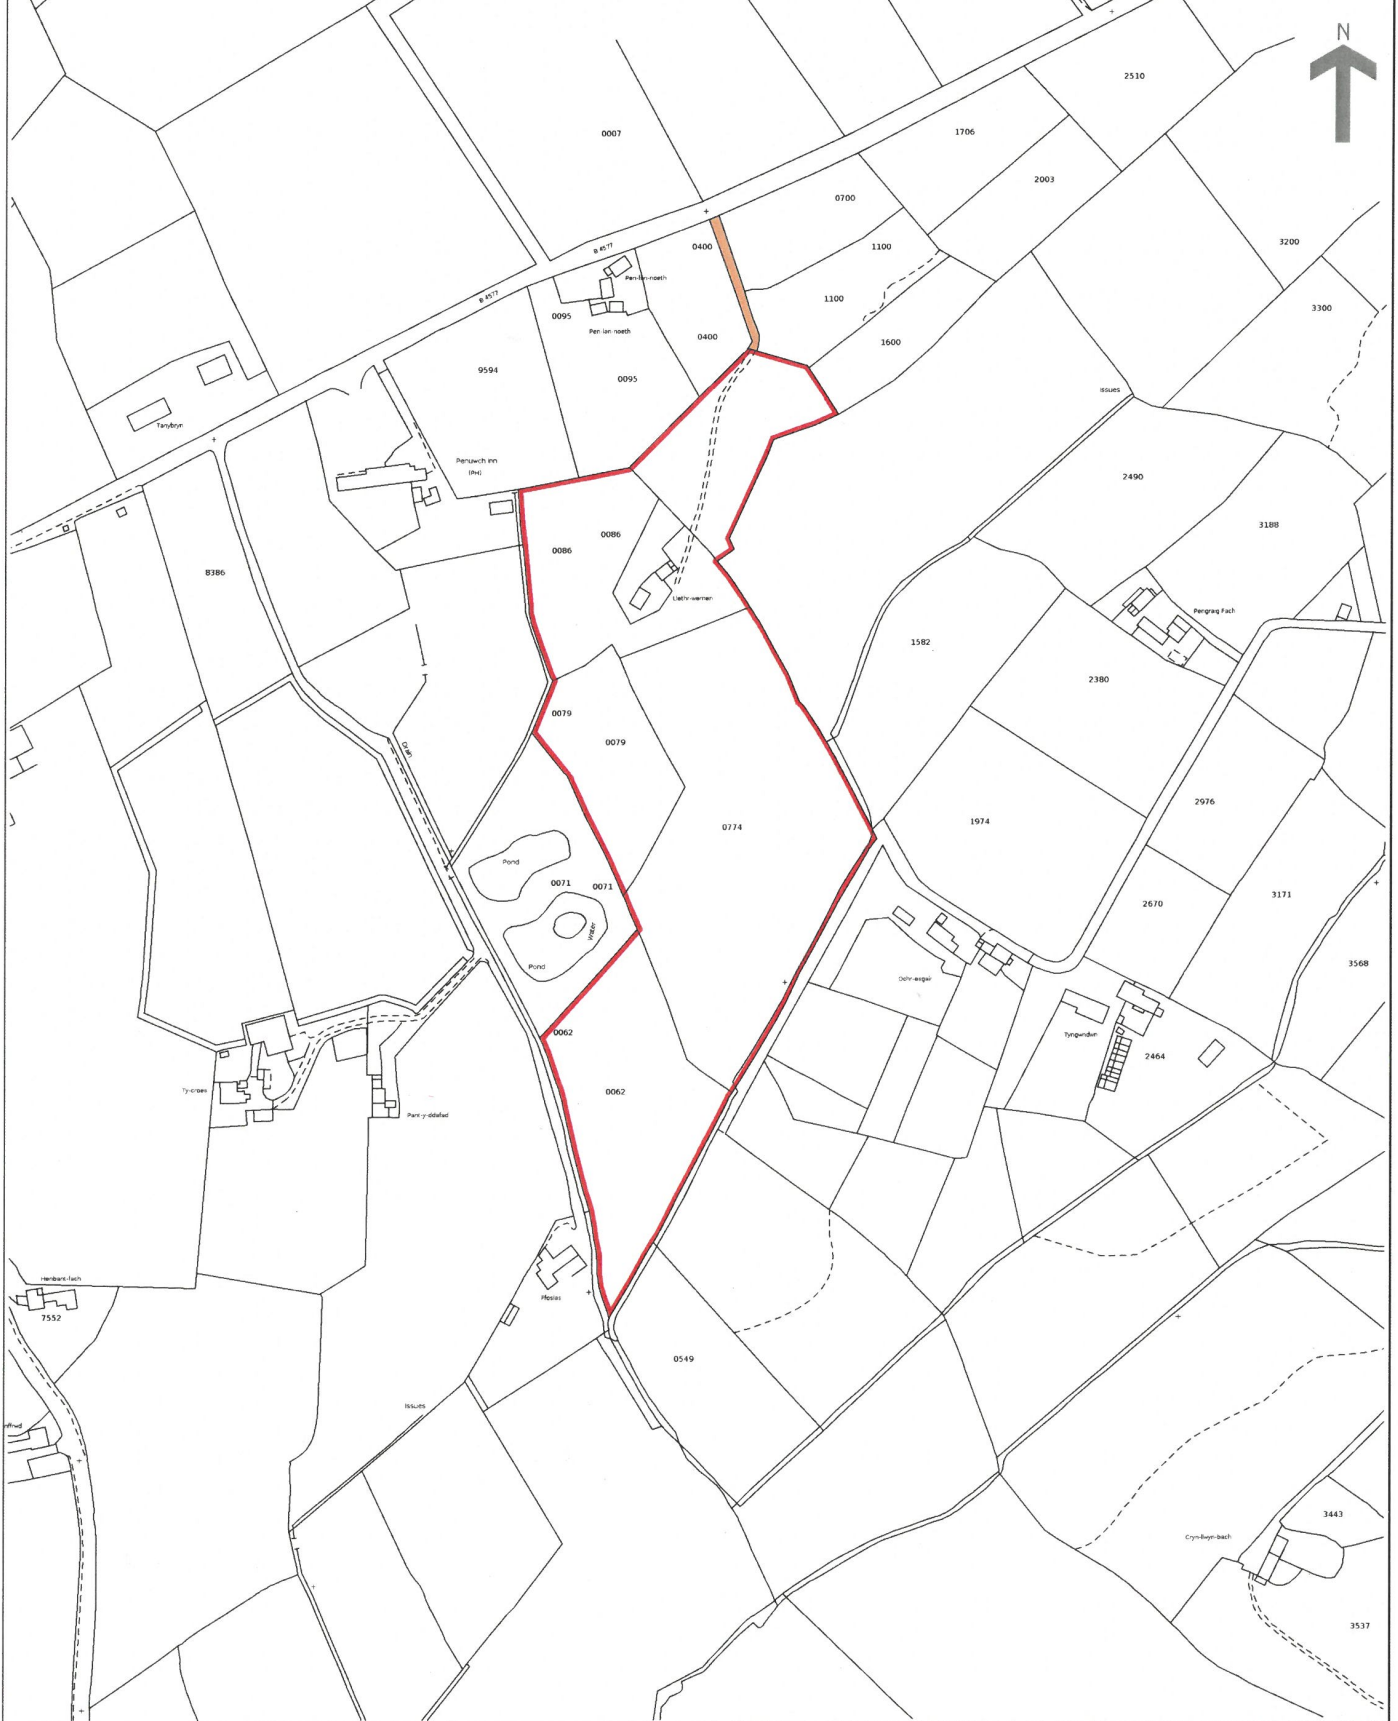 N
2510
0007
1706
2003
0700
3200
0400
1100
B 4577
Pen-lan-noeth
B 4577
1100
3300
0095
Pen lan noeth
0400
1600
9594
0095
Issues
Tanybryn
Penuwch Inn
(PH)
2490
3188
0086
0086
8386
Llethr-wernen
Pengraig Fach
1582
2380
0079
Drain
0079
2976
0774
1974
Pond
0071
0071
3171
2670
Water
Pond
3568
0062
Tyngwndwn
2464
Ty-croes
0062
Pant-y-ddafad
Henbant-fach
Ffoslas
7552
0549
Issues
3443
Cryn-llwyn-bach
3537